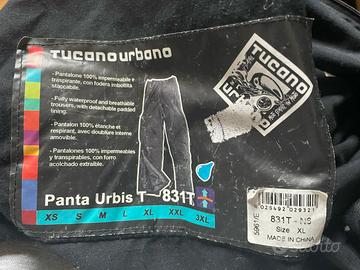 TUCANO URBANO
- Pantalone 100% impermeabile e
traspirante, con fodera imbottita
staccabile.
- Fully waterproof and breathable
trousers, with detachable padded
lining.
- Pantalon 100% étanche et
respirant, avec doublure interne
amovible.
- Pantalones 100% impermeables
y transpirables, con forro
acolchado extraíble.
Panta Urbis T - 831T
XS S M L XL XXL 3XL
TUCANO
831T - NS
Size XL
MADE IN CHINA